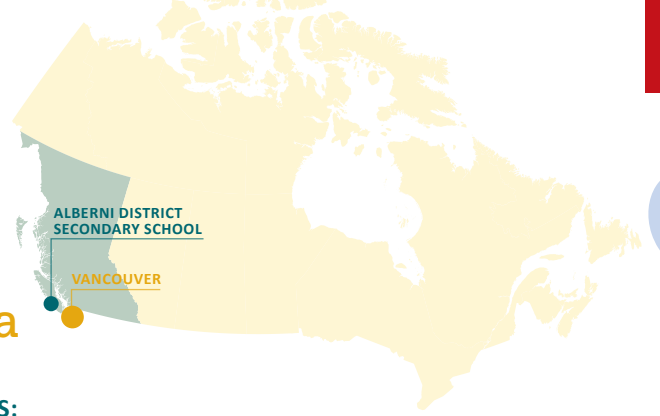 ALBERNI DISTRICT
SECONDARY SCHOOL
VANCOUVER
a
S: